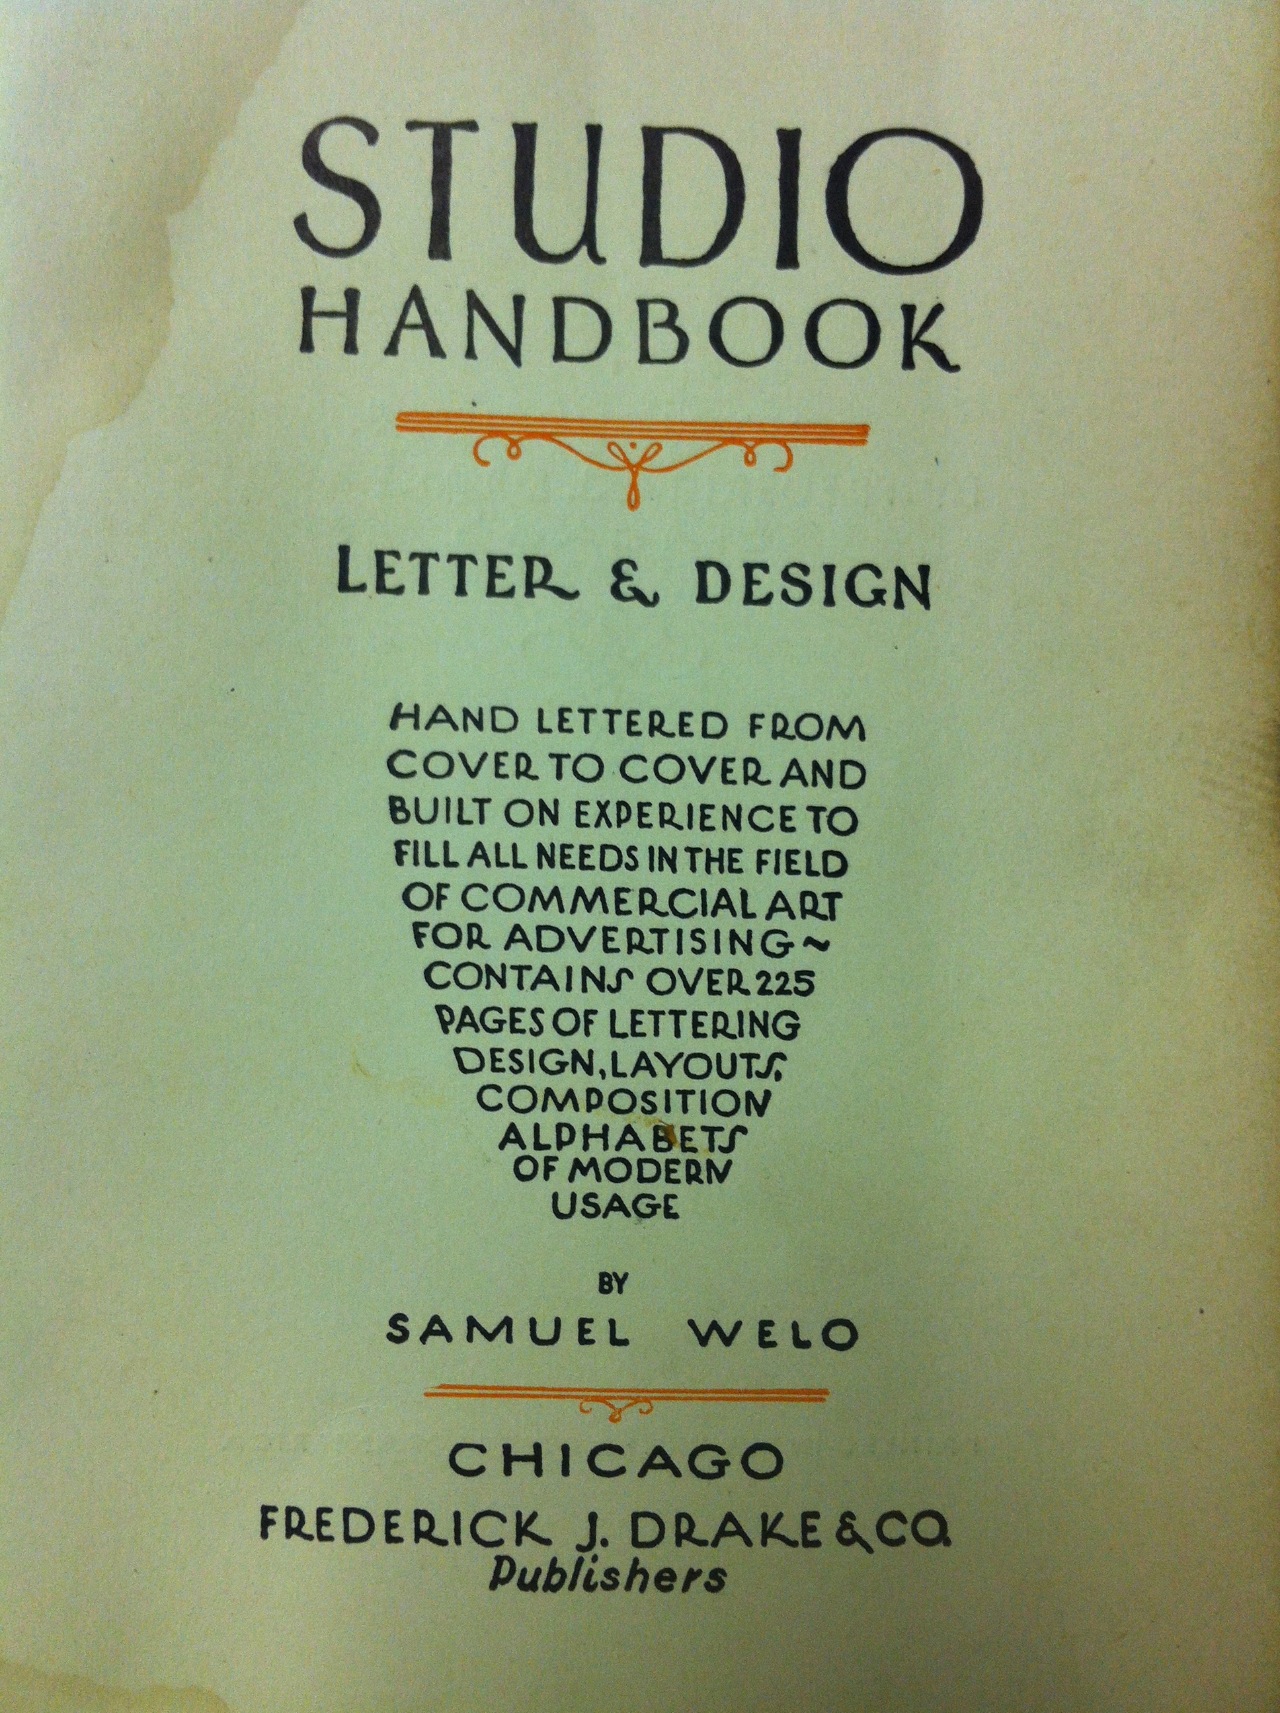 STUDIO
HANDBOOK
LETTER & DESIGN
HAND LETTERED FROM
COVER TO COVER AND
BUILT ON EXPERIENCE TO
FILL ALL NEEDS IN THE FIELD
OF COMMERCIAL ART
FOR ADVERTISING~
CONTAINS OVER 225
PAGES OF LETTERING
DESIGN, LAYOUTS,
COMPOSITION
ALPHABETS
OF MODERN
USAGE
BY
SAMUEL WELO
CHICAGO
FREDERICK J. DRAKE & CO.
Publishers